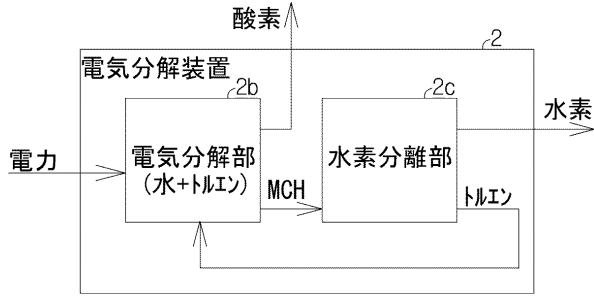 酸素
2
電気分解装置
2b
2c
水素
電力
電気分解部
(水+ﾄﾙｴﾝ)
水素分離部
MCH
ﾄﾙｴﾝ